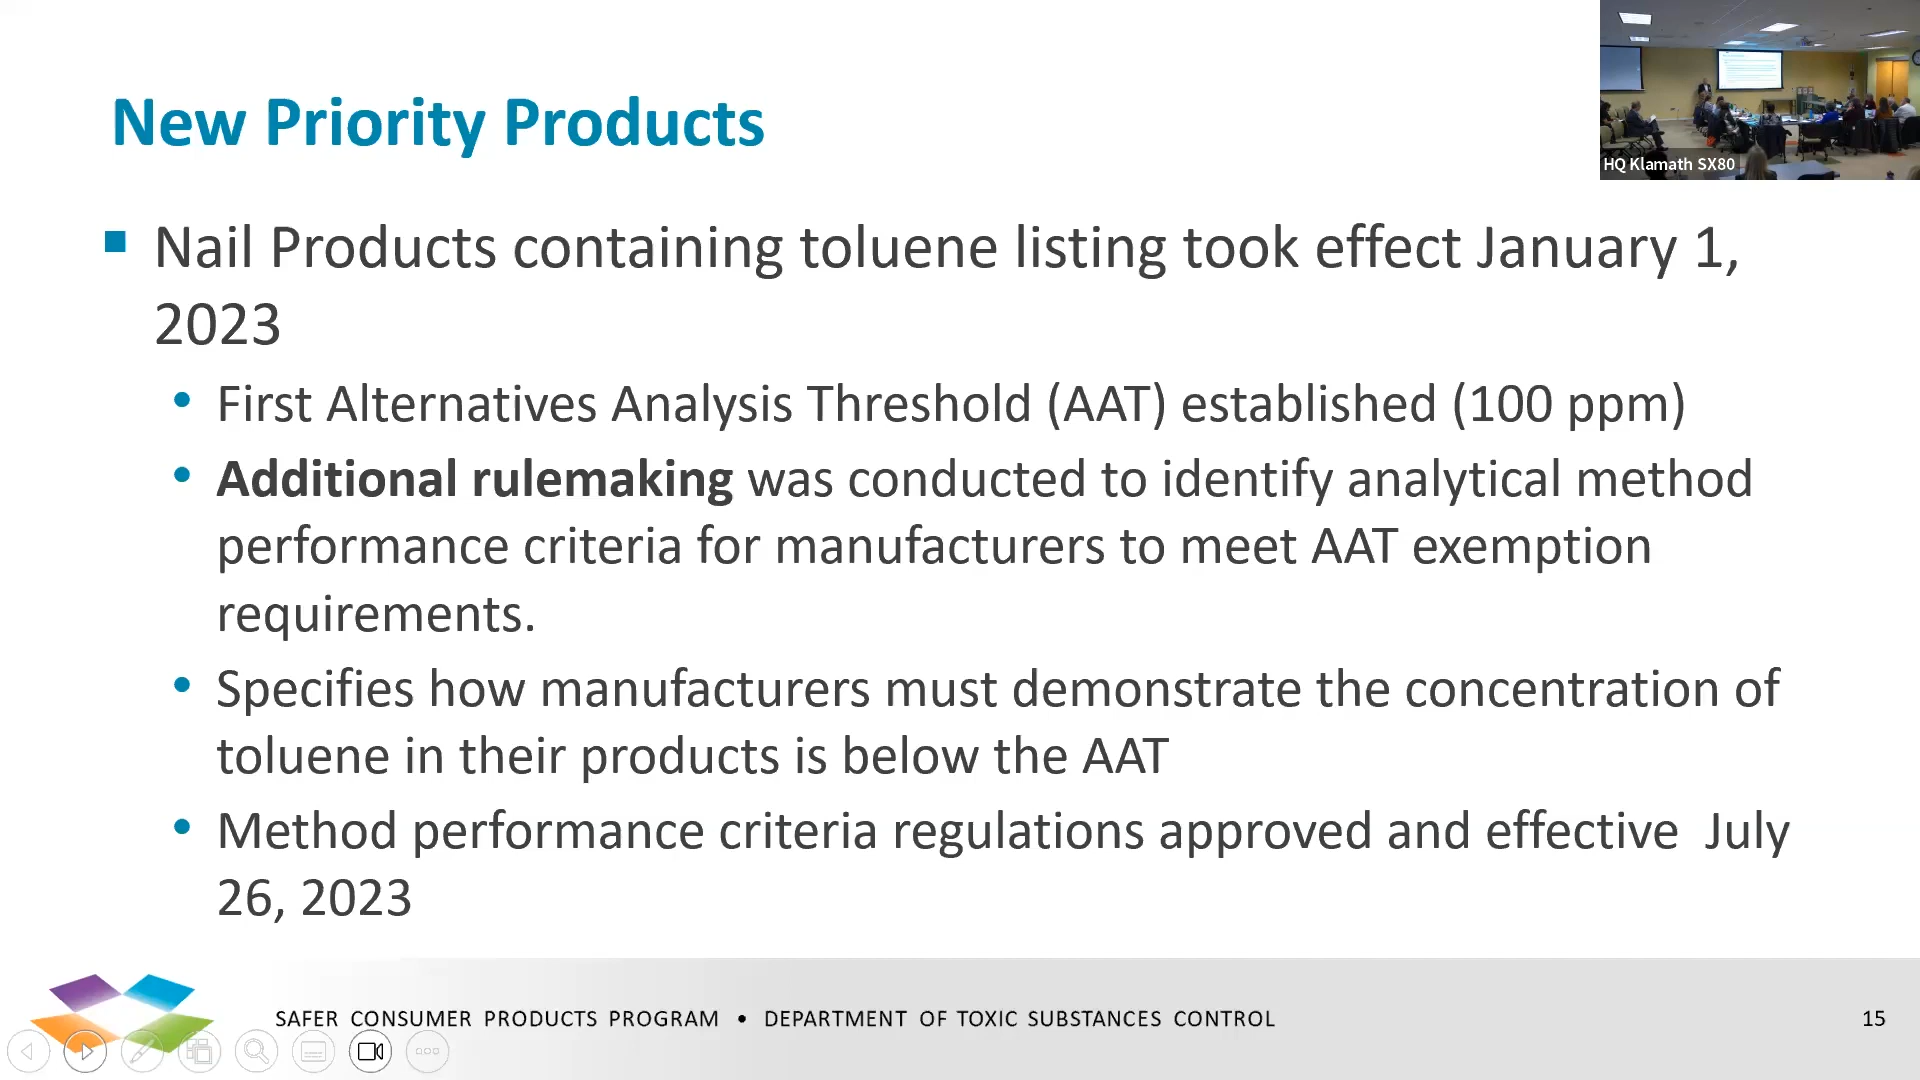 New Priority Products
HQ Klamath SX80
Nail Products containing toluene listing took effect January 1,
2023
First Alternatives Analysis Threshold (AAT) established (100 ppm)
Additional rulemaking was conducted to identify analytical method
performance criteria for manufacturers to meet AAT exemption
requirements.
Specifies how manufacturers must demonstrate the concentration of
toluene in their products is below the AAT
Method performance criteria regulations approved and effective  July
26, 2023
SAFER CONSUMER PRODUCTS PROGRAM • DEPARTMENT OF TOXIC SUBSTANCES CONTROL
15